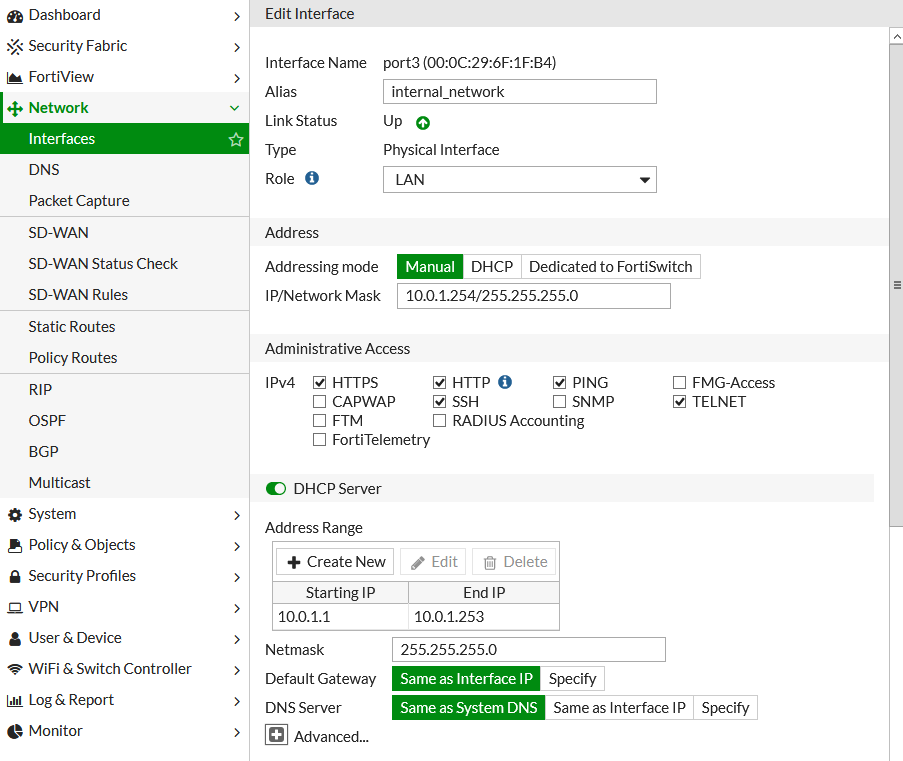 Dashboard
Security Fabric
FortiView
Network
Interfaces
DNS
Packet Capture
SD-WAN
SD-WAN Status Check
SD-WAN Rules
Static Routes
Policy Routes
RIP
OSPF
BGP
Multicast
System
Policy & Objects
Security Profiles
VPN
User & Device
WiFi & Switch Controller
Log & Report
Monitor
Edit Interface
Interface Name port3 (00:0C:29:6F:1F:B4)
Alias internal_network
Link Status Up
Type Physical Interface
Role LAN
Address
Addressing mode Manual DHCP Dedicated to FortiSwitch
IP/Network Mask 10.0.1.254/255.255.255.0
Administrative Access
IPv4 HTTPS HTTP PING FMG-Access
CAPWAP SSH SNMP TELNET
FTM RADIUS Accounting
FortiTelemetry
DHCP Server
Address Range
Create New Edit Delete
Starting IP End IP
10.0.1.1 10.0.1.253
Netmask 255.255.255.0
Default Gateway Same as Interface IP Specify
DNS Server Same as System DNS Same as Interface IP Specify
Advanced...